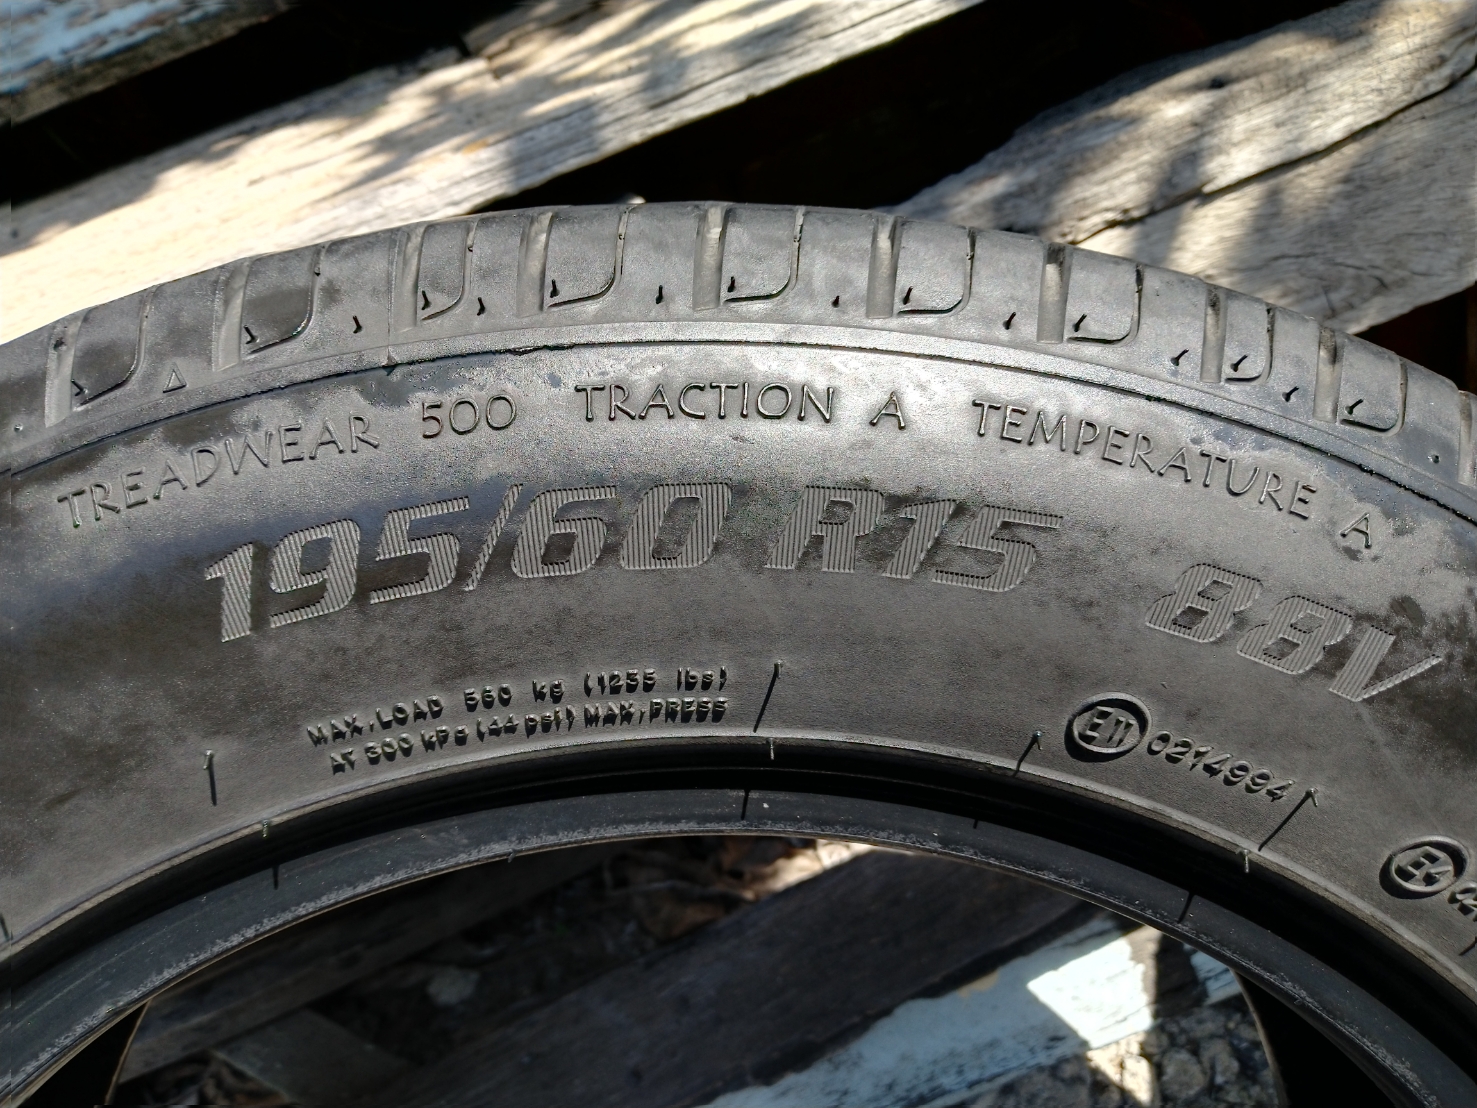 TREADWEAR 500 TRACTION A TEMPERATURE A
195/60 R15 88V
MAX.LOAD 560 kg (1235 lbs)
AT 300 kPa (44 psi) MAX.PRESS
E11 0214994
E4